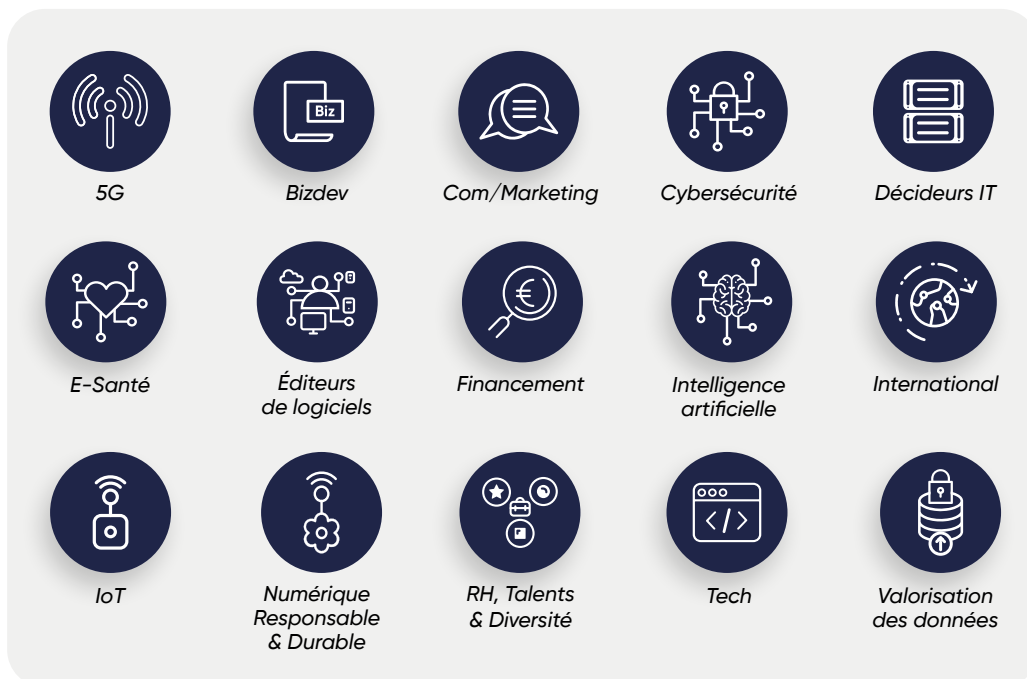 Biz
5G
Bizdev
Com/Marketing
Cybersécurité
Décideurs IT
€
E-Santé
Éditeurs
de logiciels
Financement
Intelligence
artificielle
International
</>
IoT
Numérique
Responsable
& Durable
RH, Talents
& Diversité
Tech
Valorisation
des données